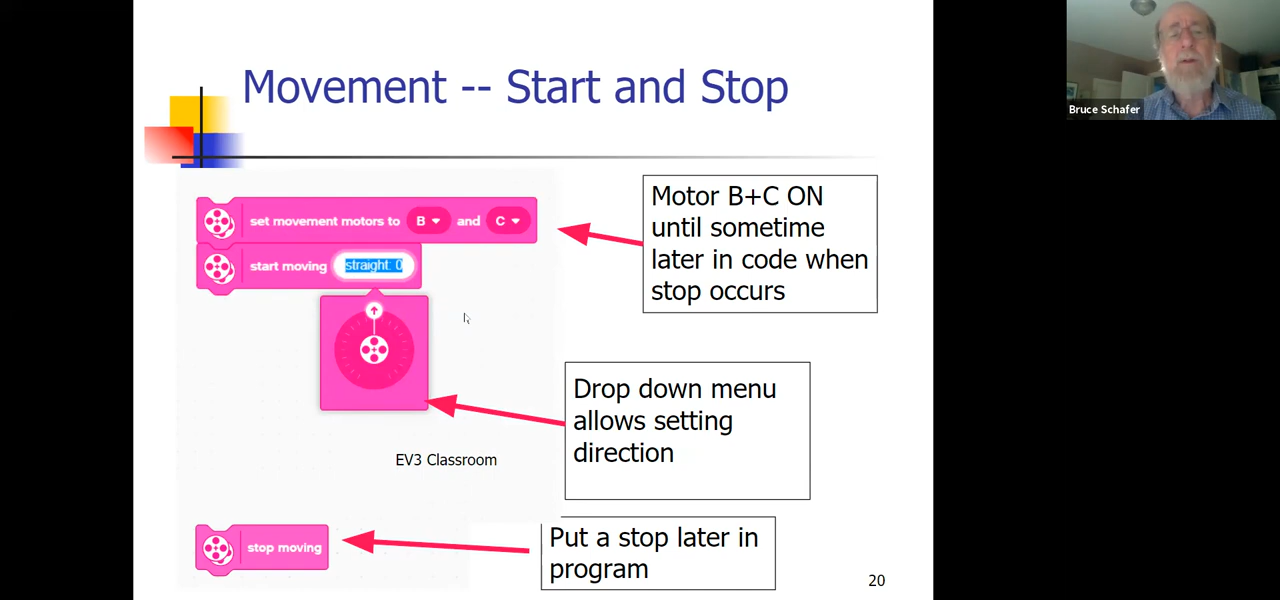 Movement -- Start and Stop
Bruce Schafer
set movement motors to B and C
start moving straight: 0
Motor B+C ON
until sometime
later in code when
stop occurs
Drop down menu
allows setting
direction
EV3 Classroom
stop moving
Put a stop later in
program
20